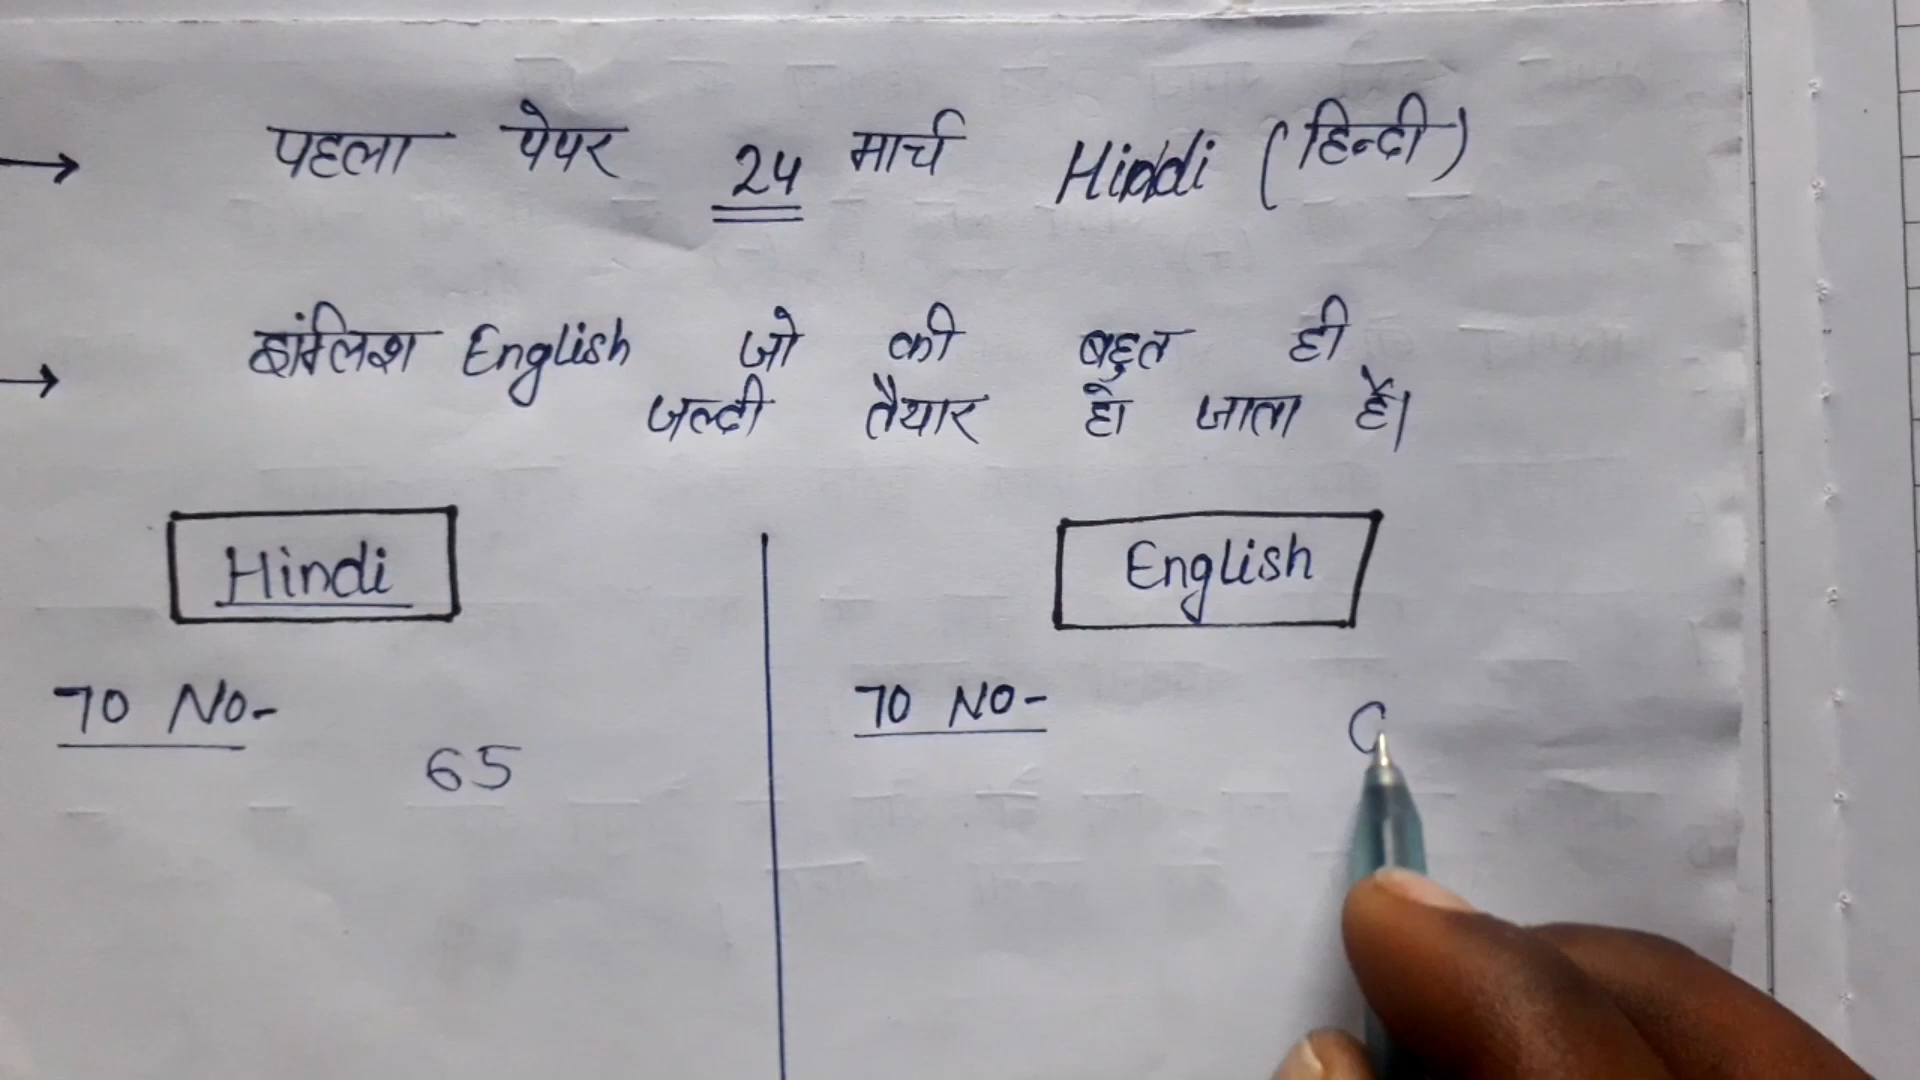 → पहला पेपर 24 मार्च Hindi (हिन्दी)
→ इंग्लिश English जो की बहुत ही
जल्दी तैयार हो जाता है।
Hindi
English
70 No-
70 NO-
65